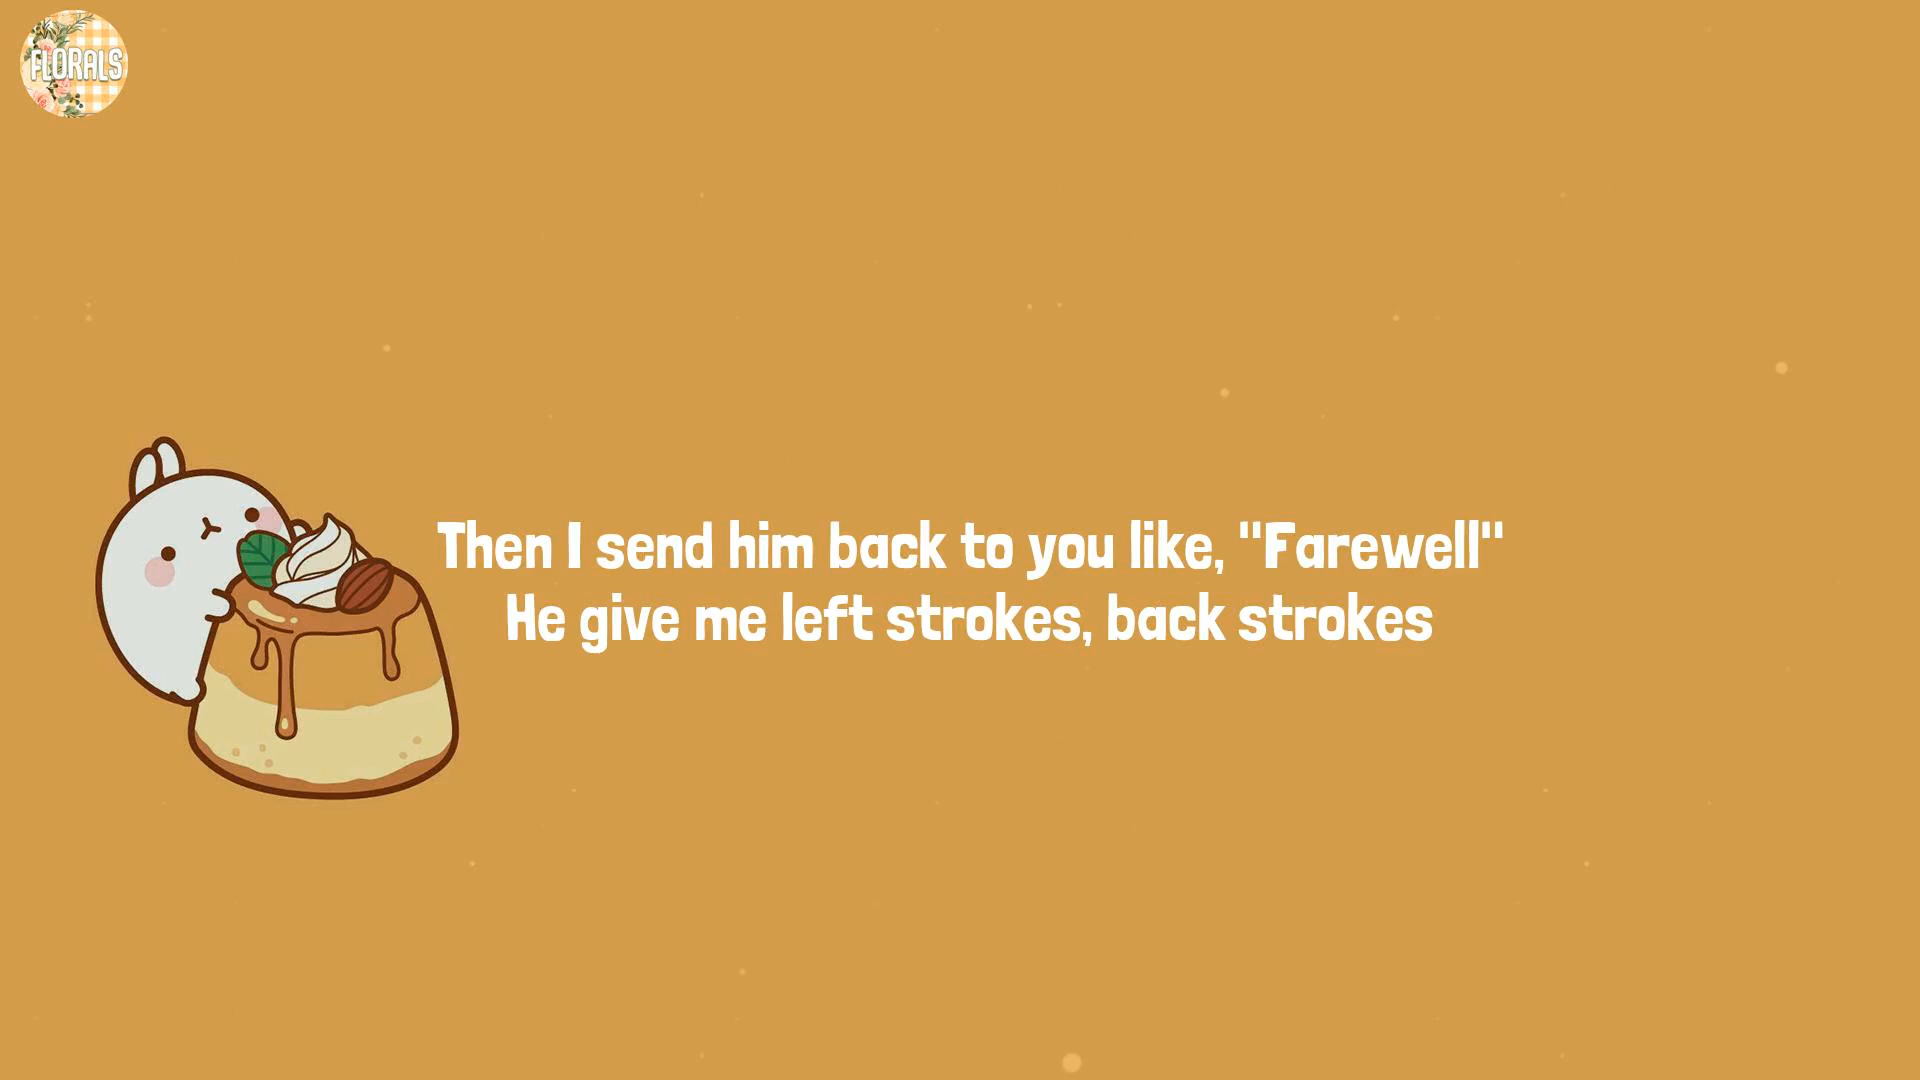 FLORALS
Then I send him back to you like, "Farewell"
He give me left strokes, back strokes